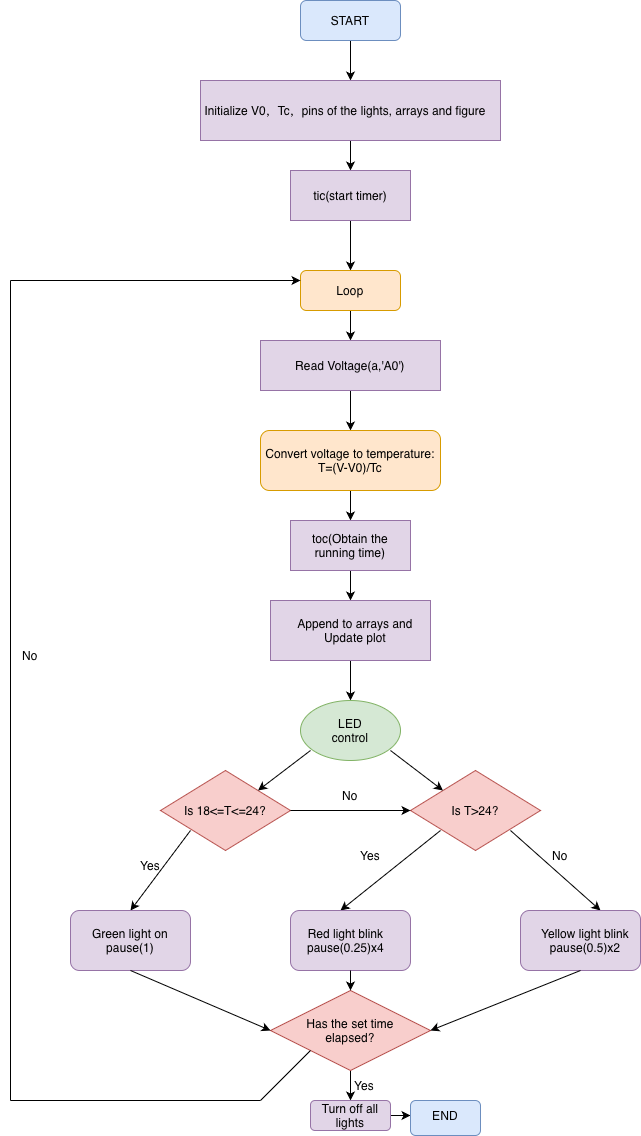 START
Initialize V0，Tc，pins of the lights, arrays and figure
tic(start timer)
Loop
Read Voltage(a,'A0')
Convert voltage to temperature:
T=(V-V0)/Tc
toc(Obtain the
running time)
Append to arrays and
Update plot
No
LED
control
Is 18<=T<=24?
No
Is T>24?
Yes
Yes
No
Green light on
pause(1)
Red light blink
pause(0.25)x4
Yellow light blink
pause(0.5)x2
Has the set time
elapsed?
Yes
Turn off all
lights
END